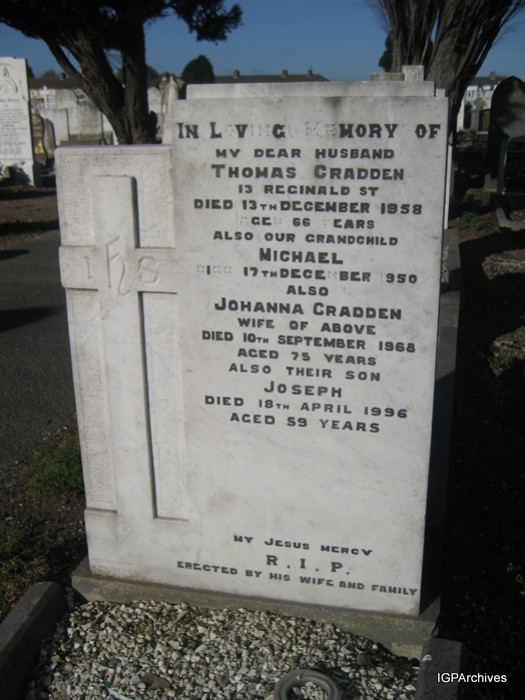 IN LOVING MEMORY OF
MY DEAR HUSBAND
THOMAS CRADDEN
13 REGINALD ST
DIED 13TH DECEMBER 1958
AGED 66 YEARS
ALSO OUR GRANDCHILD
MICHAEL
DIED 17TH DECEMBER 1950
ALSO
JOHANNA CRADDEN
WIFE OF ABOVE
DIED 10TH SEPTEMBER 1968
AGED 75 YEARS
ALSO THEIR SON
JOSEPH
DIED 18TH APRIL 1996
AGED 59 YEARS
IHS
MY JESUS MERCY
R.I.P.
ERECTED BY HIS WIFE AND FAMILY
IGPArchives